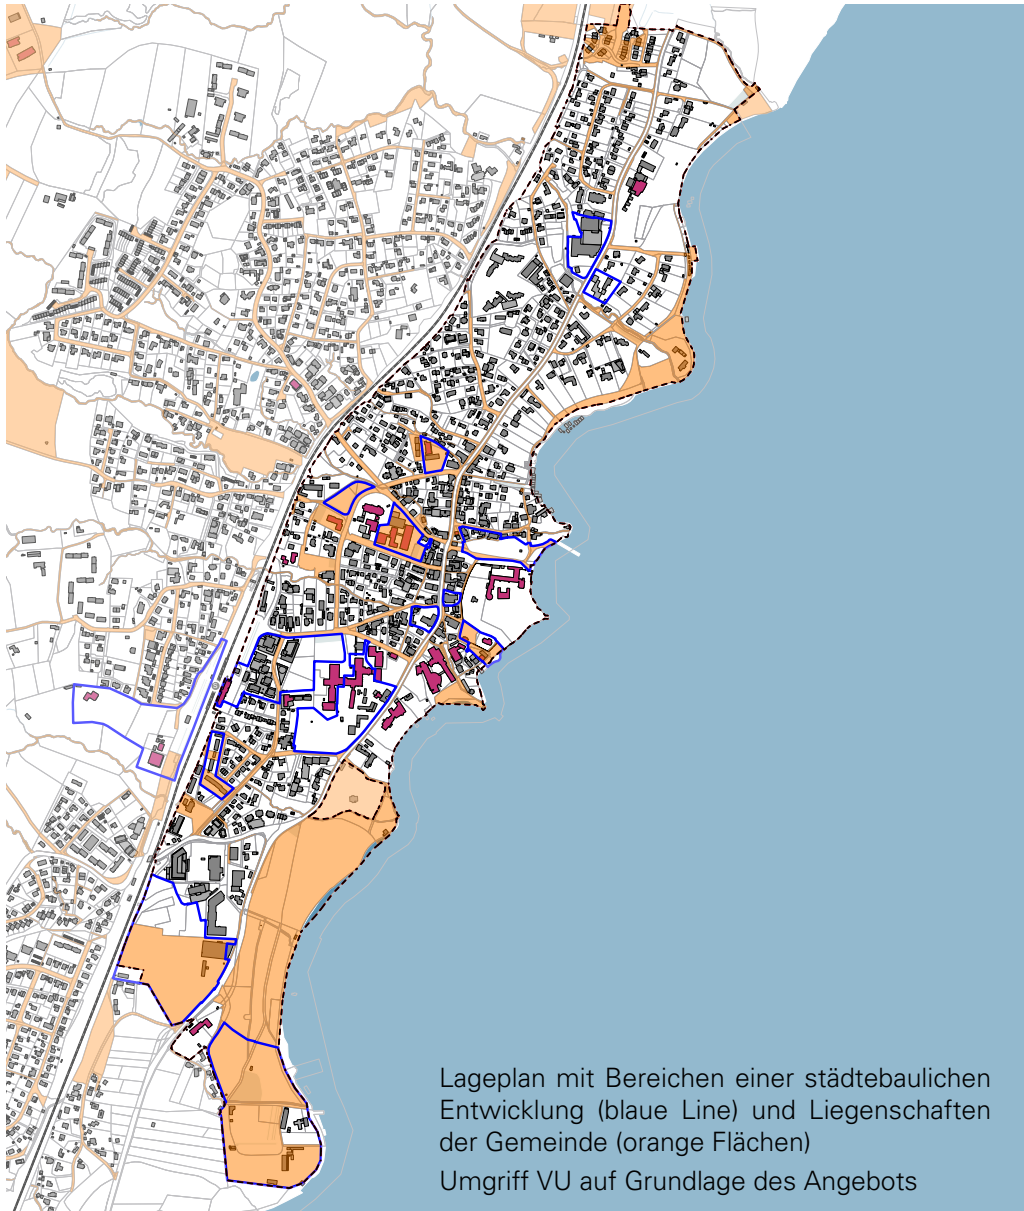 Lageplan mit Bereichen einer städtebaulichen
Entwicklung (blaue Line) und Liegenschaften
der Gemeinde (orange Flächen)
Umgriff VU auf Grundlage des Angebots